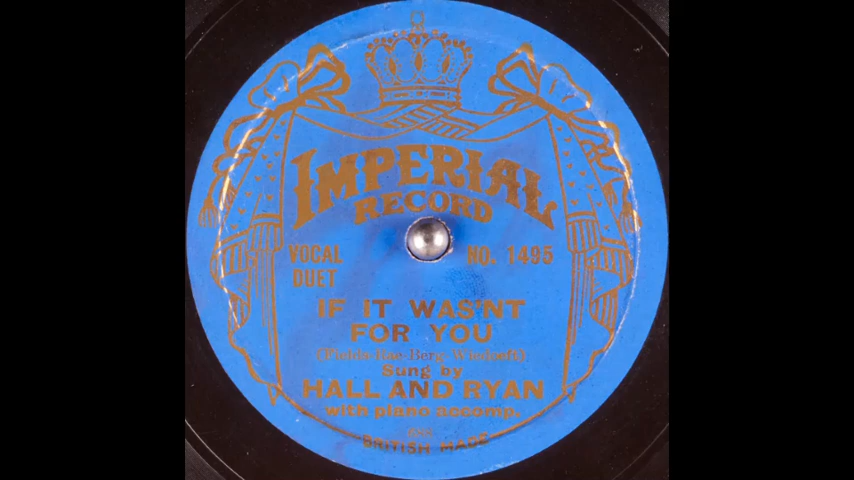 IMPERIAL
RECORD
VOCAL DUET
NO. 1495
IF IT WAS'NT
FOR YOU
Sung by
HALL AND RYAN
with piano accomp.
BRITISH MADE